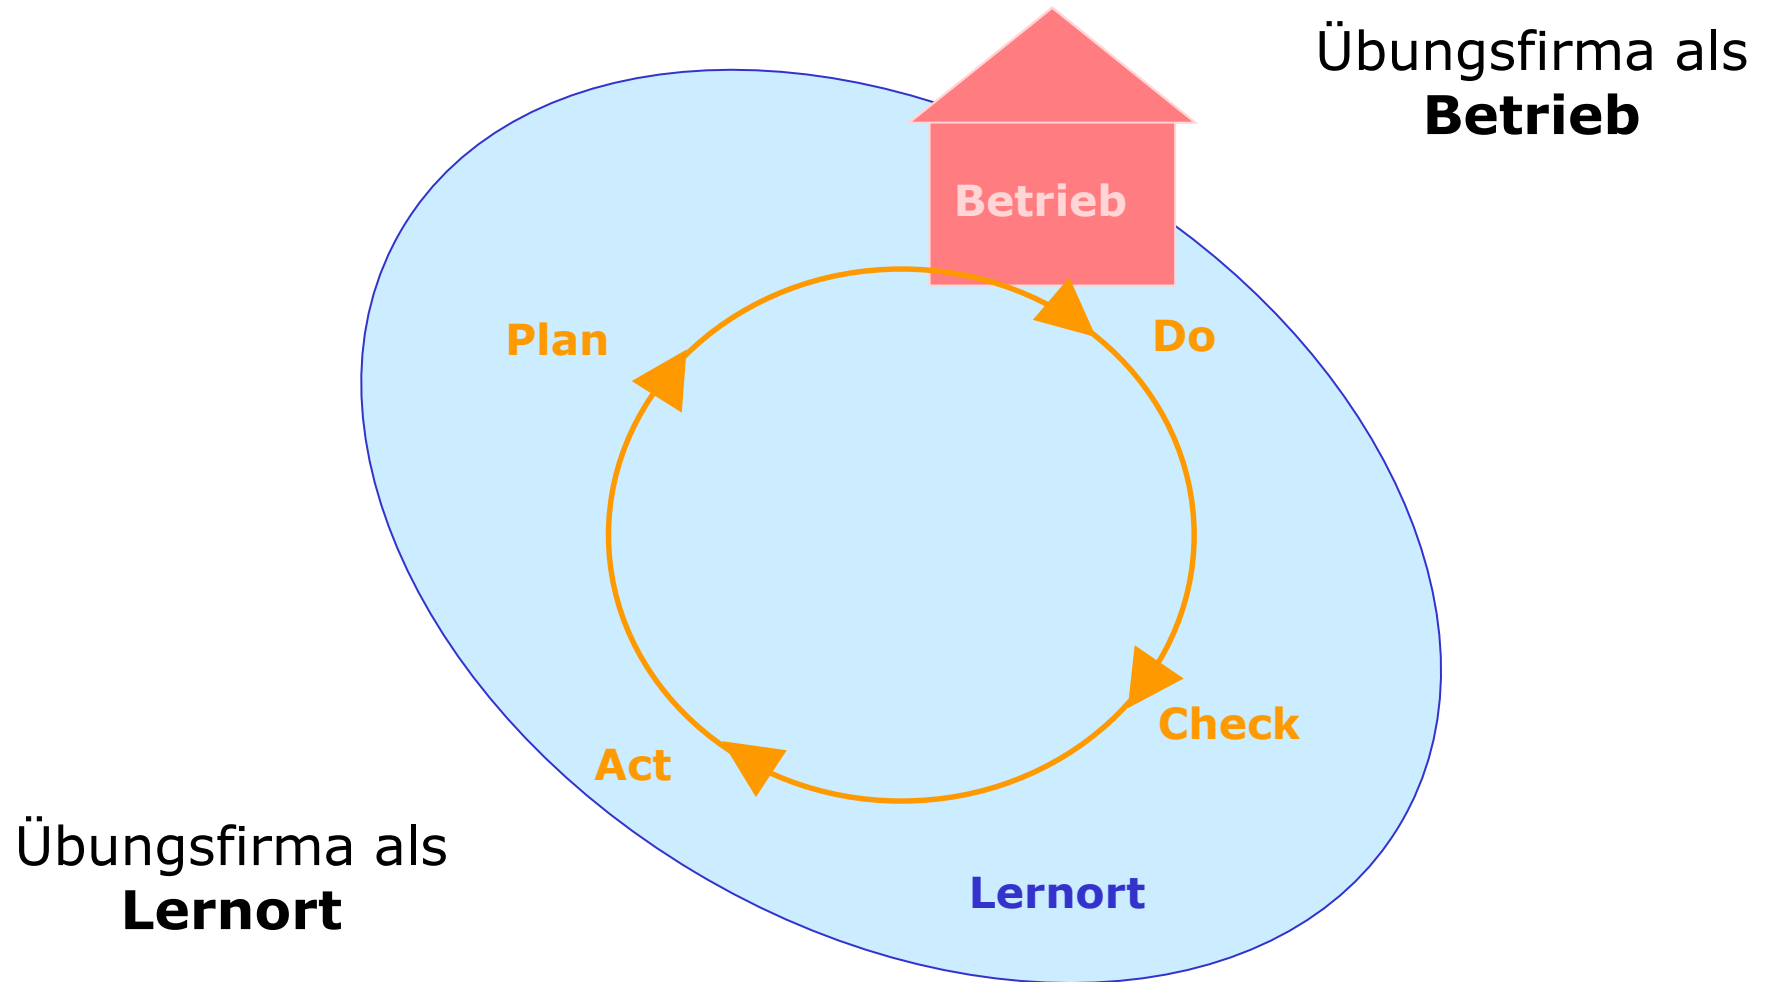 Übungsfirma als
Betrieb
Betrieb
Plan
Do
Check
Act
Übungsfirma als
Lernort
Lernort